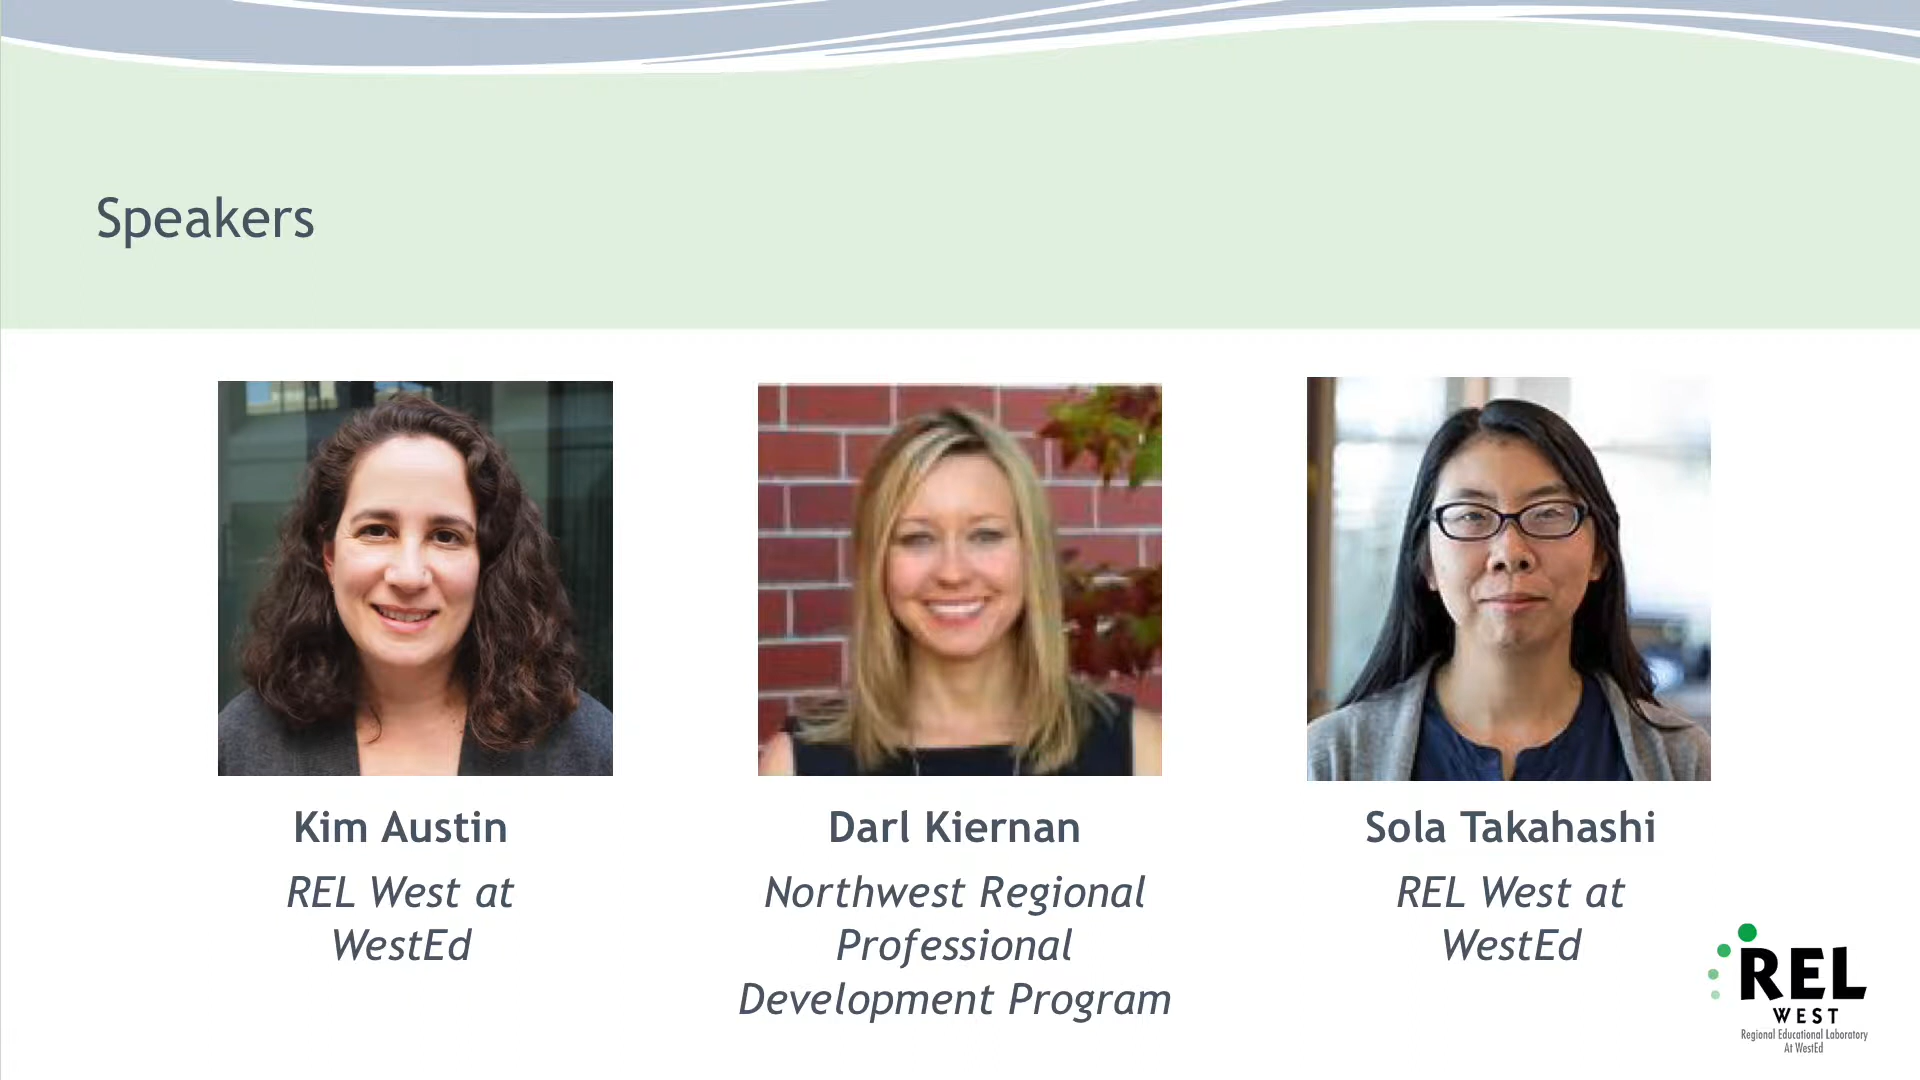 Speakers
Kim Austin
REL West at
WestEd
Darl Kiernan
Northwest Regional
Professional
Development Program
Sola Takahashi
REL West at
WestEd
REL
WEST
Regional Educational Laboratory
At WestEd